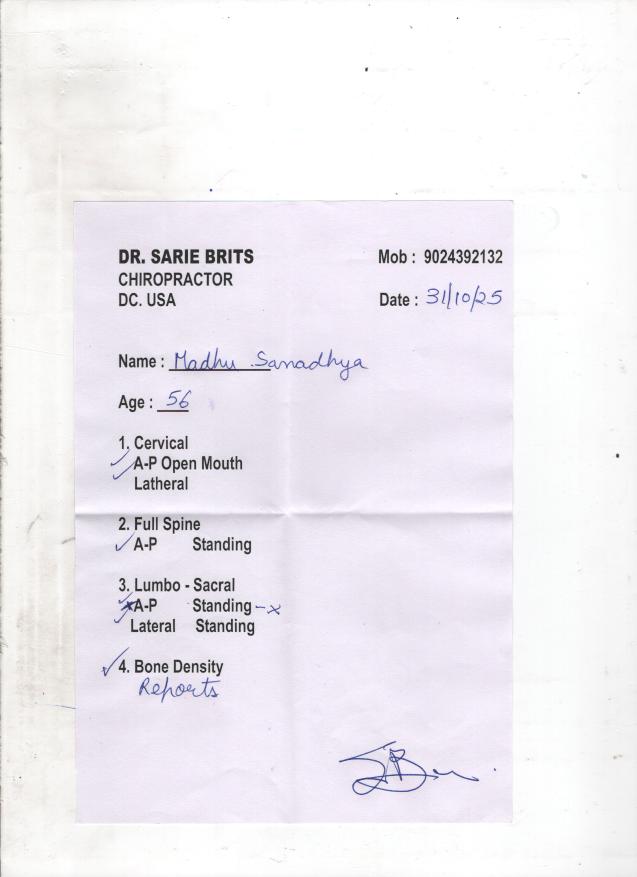 DR. SARIE BRITS
CHIROPRACTOR
DC. USA
Mob : 9024392132
Date : 31/10/25
Name : Madhu Sanadhya
Age : 56
1. Cervical
✓ A-P Open Mouth
✓ Latheral
2. Full Spine
✓ A-P Standing
3. Lumbo - Sacral
x A-P Standing - x
✓ Lateral Standing
✓ 4. Bone Density
Reports